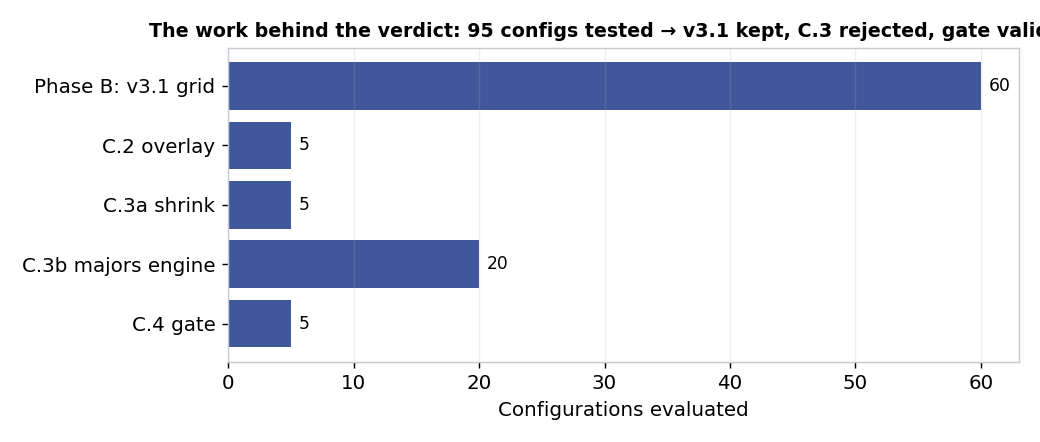 The work behind the verdict: 95 configs tested → v3.1 kept, C.3 rejected, gate
Phase B: v3.1 grid
60
C.2 overlay
5
C.3a shrink
5
C.3b majors engine
20
C.4 gate
5
0 10 20 30 40 50 60
Configurations evaluated